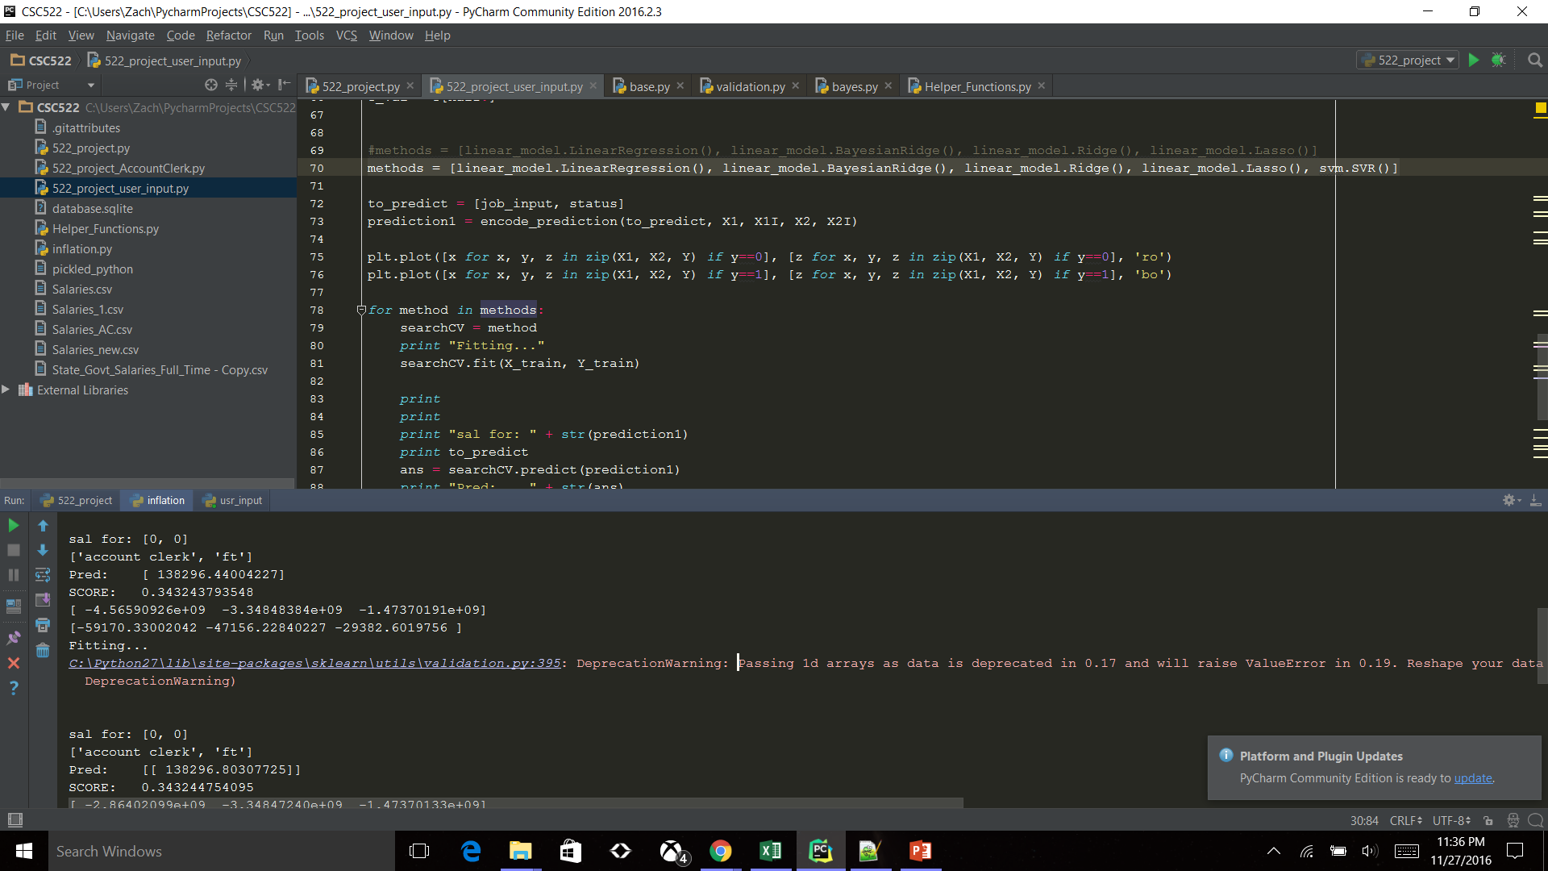 CSC522 - [C:\Users\Zach\PycharmProjects\CSC522] - ...\522_project_user_input.py - PyCharm Community Edition 2016.2.3
File Edit View Navigate Code Refactor Run Tools VCS Window Help
CSC522 522_project_user_input.py
522_project
Project
522_project.py 522_project_user_input.py base.py validation.py bayes.py Helper_Functions.py
CSC522 C:\Users\Zach\PycharmProjects\CSC522
.gitattributes
522_project.py
522_project_AccountClerk.py
522_project_user_input.py
database.sqlite
Helper_Functions.py
inflation.py
pickled_python
Salaries.csv
Salaries_1.csv
Salaries_AC.csv
Salaries_new.csv
State_Govt_Salaries_Full_Time - Copy.csv
External Libraries
67
68
69 #methods = [linear_model.LinearRegression(), linear_model.BayesianRidge(), linear_model.Ridge(), linear_model.Lasso()]
70 methods = [linear_model.LinearRegression(), linear_model.BayesianRidge(), linear_model.Ridge(), linear_model.Lasso(), svm.SVR()]
71
72 to_predict = [job_input, status]
73 prediction1 = encode_prediction(to_predict, X1, X1I, X2, X2I)
74
75 plt.plot([x for x, y, z in zip(X1, X2, Y) if y==0], [z for x, y, z in zip(X1, X2, Y) if y==0], 'ro')
76 plt.plot([x for x, y, z in zip(X1, X2, Y) if y==1], [z for x, y, z in zip(X1, X2, Y) if y==1], 'bo')
77
78 for method in methods:
79 searchCV = method
80 print "Fitting..."
81 searchCV.fit(X_train, Y_train)
82
83 print
84 print
85 print "sal for: " + str(prediction1)
86 print to_predict
87 ans = searchCV.predict(prediction1)
88 print "Pred: " + str(ans)
Run: 522_project inflation usr_input
sal for: [0, 0]
['account clerk', 'ft']
Pred: [ 138296.44004227]
SCORE: 0.343243793548
[ -4.56590926e+09 -3.34848384e+09 -1.47370191e+09]
[-59170.33002042 -47156.22840227 -29382.6019756 ]
Fitting...
C:\Python27\lib\site-packages\sklearn\utils\validation.py:395: DeprecationWarning: Passing 1d arrays as data is deprecated in 0.17 and will raise ValueError in 0.19. Reshape your data
DeprecationWarning)
sal for: [0, 0]
['account clerk', 'ft']
Pred: [[ 138296.80307725]]
SCORE: 0.343244754095
[ -2.86402099e+09 -3.34847240e+09 -1.47370133e+09]
Platform and Plugin Updates
PyCharm Community Edition is ready to update.
30:84 CRLF UTF-8
Search Windows
4
11:36 PM
11/27/2016